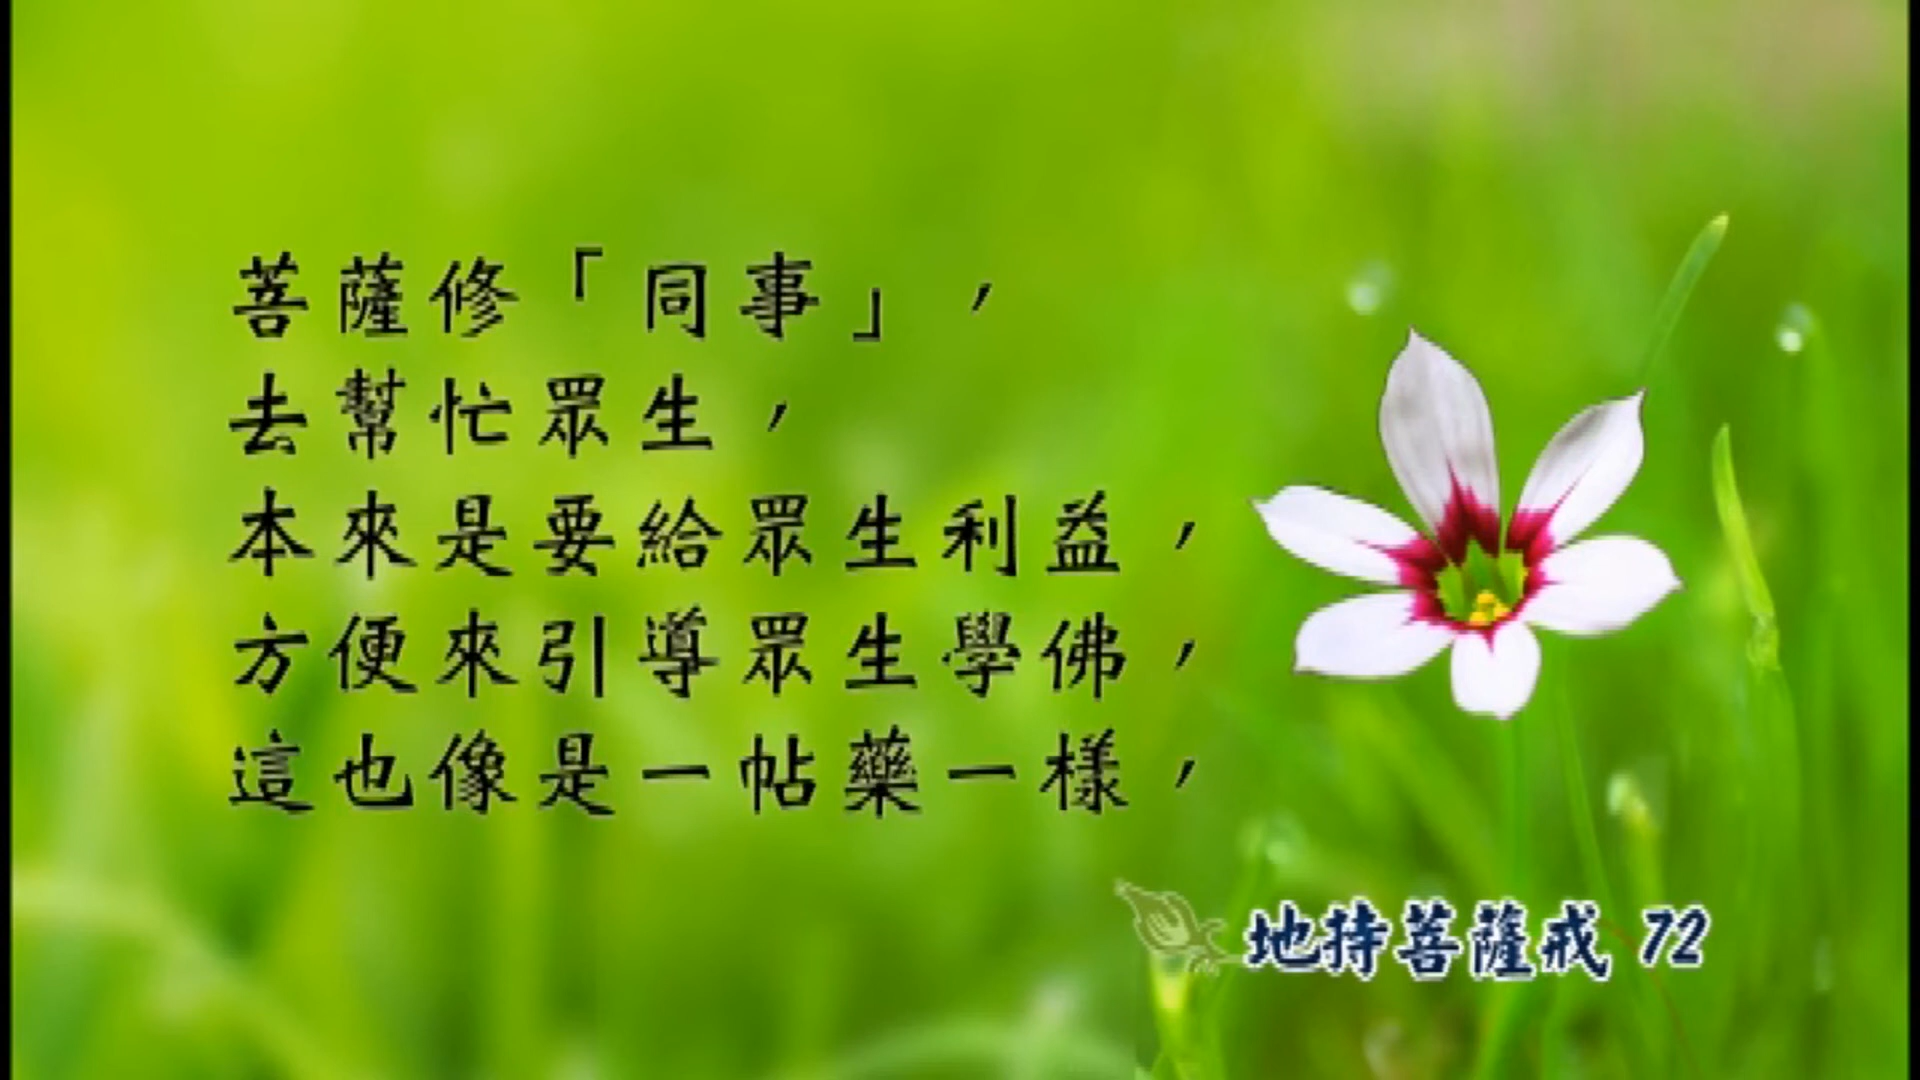 菩薩修「同事」，
去幫忙眾生，
本來是要給眾生利益，
方便來引導眾生學佛，
這也像是一帖藥一樣，
地持菩薩戒 72